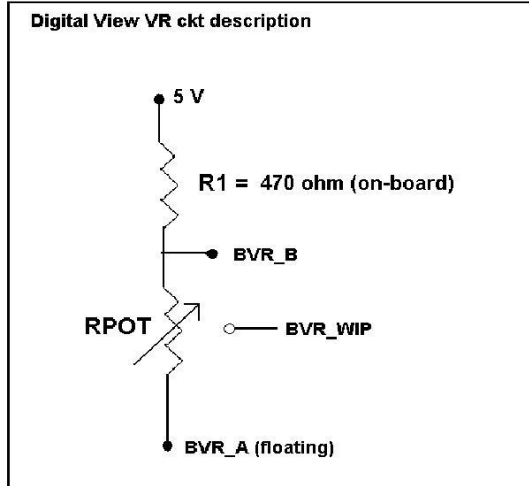 Digital View VR ckt description
5 V
R1 = 470 ohm (on-board)
BVR_B
RPOT
BVR_WIP
BVR_A (floating)